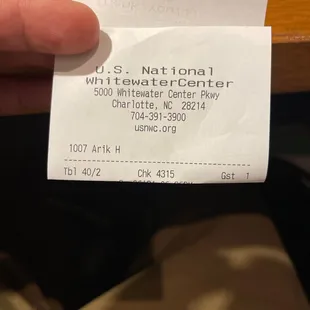 U.S. National
WhitewaterCenter
5000 Whitewater Center Pkwy
Charlotte, NC 28214
704-391-3900
usnwc.org
1007 Arik H
Tbl 40/2 Chk 4315 Gst 1